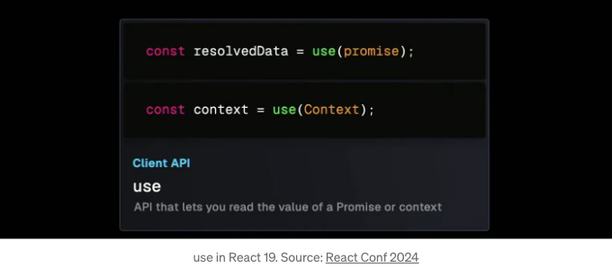 const resolvedData = use(promise);
const context = use(Context);
Client API
use
API that lets you read the value of a Promise or context
use in React 19. Source: React Conf 2024